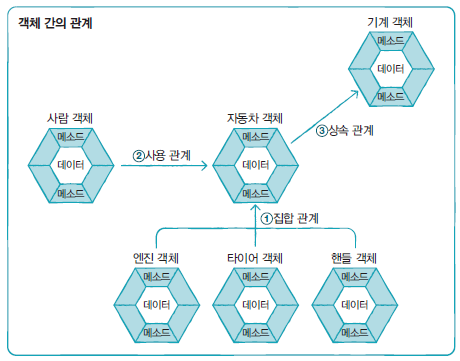 객체 간의 관계
기계 객체
메소드
데이터
메소드
사람 객체
메소드
데이터
메소드
②사용 관계
자동차 객체
메소드
데이터
메소드
③상속 관계
①집합 관계
엔진 객체
메소드
데이터
메소드
타이어 객체
메소드
데이터
메소드
핸들 객체
메소드
데이터
메소드